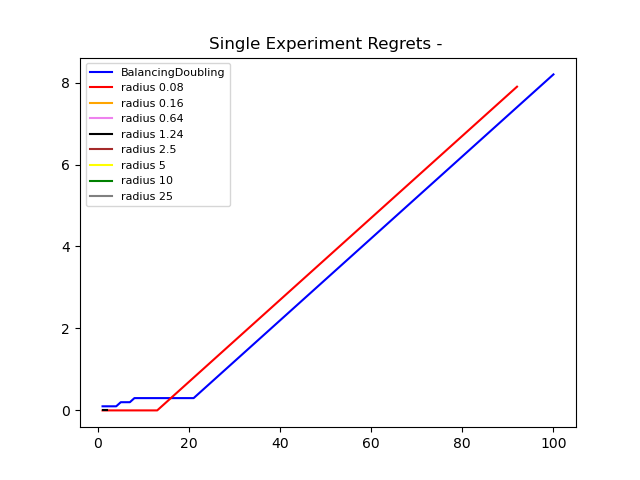 Single Experiment Regrets -
BalancingDoubling
radius 0.08
radius 0.16
radius 0.64
radius 1.24
radius 2.5
radius 5
radius 10
radius 25
8
6
4
2
0
0 20 40 60 80 100